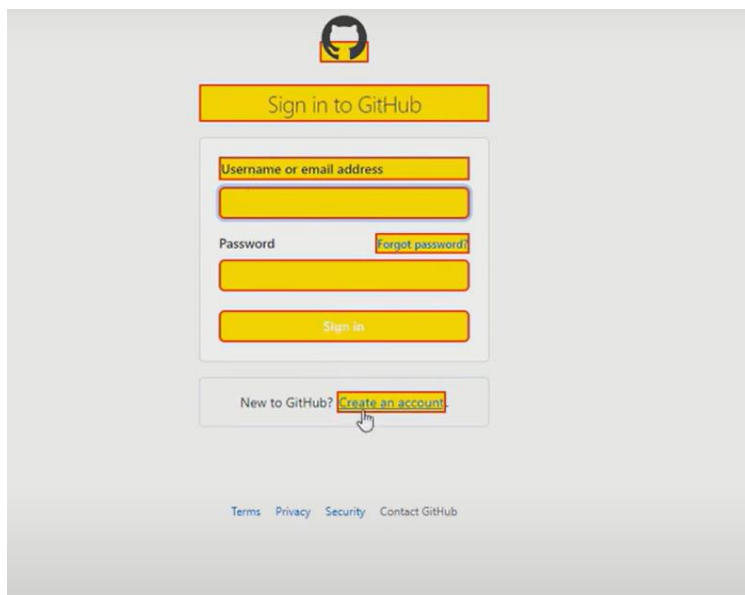 Sign in to GitHub
Username or email address
Password Forgot password?
Sign in
New to GitHub? Create an account.
Terms Privacy Security Contact GitHub